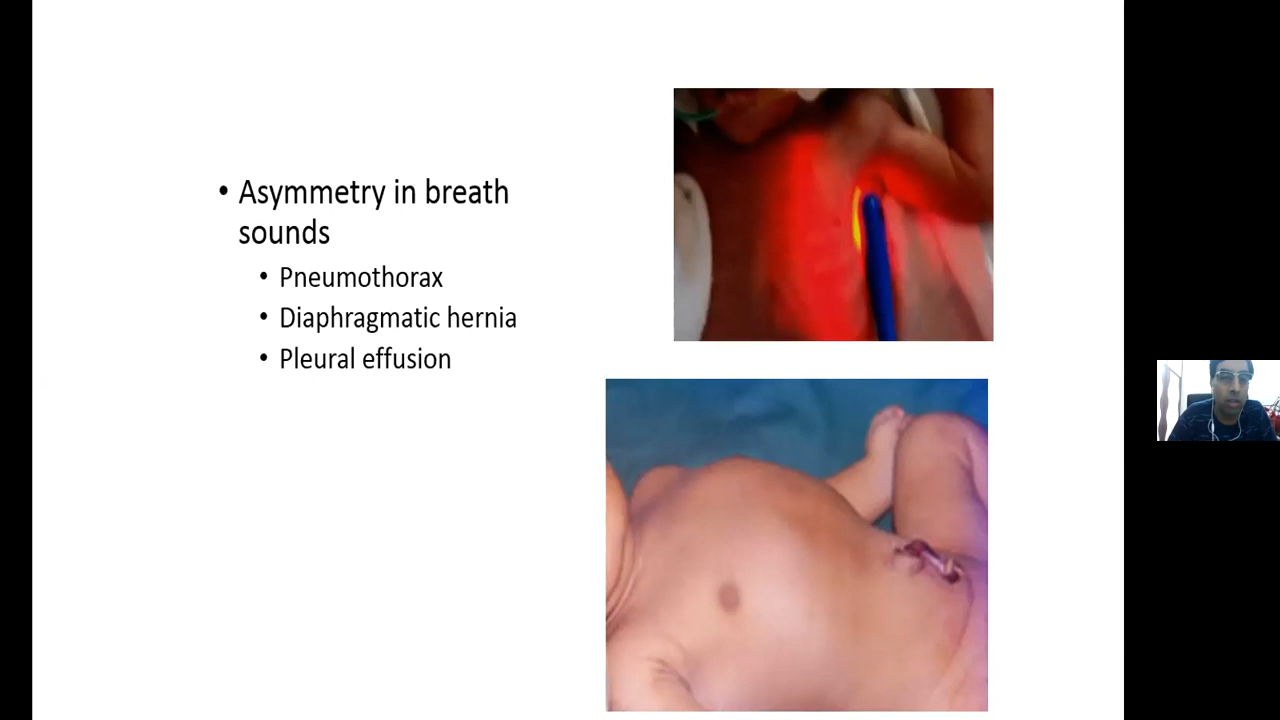 • Asymmetry in breath
sounds
• Pneumothorax
• Diaphragmatic hernia
• Pleural effusion